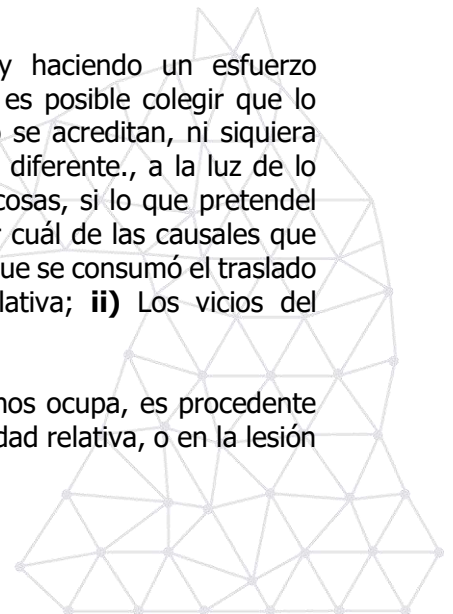 y haciendo un esfuerzo
es posible colegir que lo
se acreditan, ni siquiera
diferente., a la luz de lo
cosas, si lo que pretendel
cuál de las causales que
que se consumó el traslado
lativa; ii) Los vicios del
nos ocupa, es procedente
dad relativa, o en la lesión